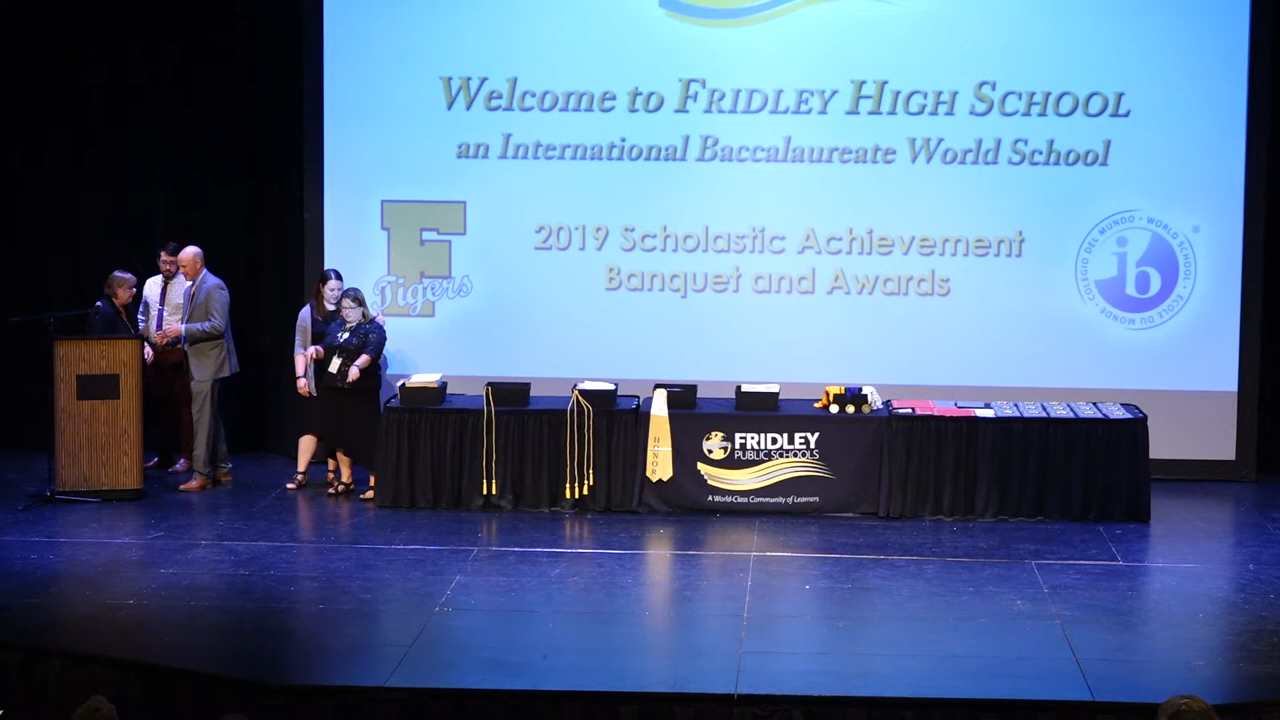 Welcome to FRIDLEY HIGH SCHOOL
an International Baccalaureate World School
F
Tigers
2019 Scholastic Achievement
Banquet and Awards
COLEGIO DEL MUNDO • WORLD SCHOOL • ECOLE DU MONDE •
ib
®
HONOR
FRIDLEY
PUBLIC SCHOOLS
A World-Class Community of Learners